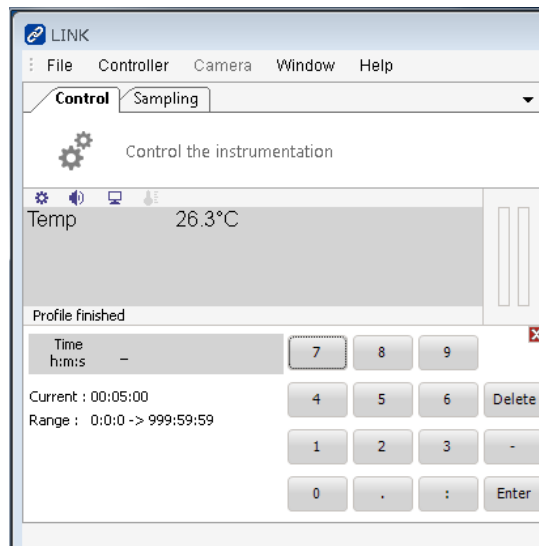 LINK
File Controller Camera Window Help
Control Sampling
Control the instrumentation
Temp 26.3°C
Profile finished
Time
h:m:s –
7 8 9
Current : 00:05:00
4 5 6 Delete
Range : 0:0:0 -> 999:59:59
1 2 3 -
0 . : Enter